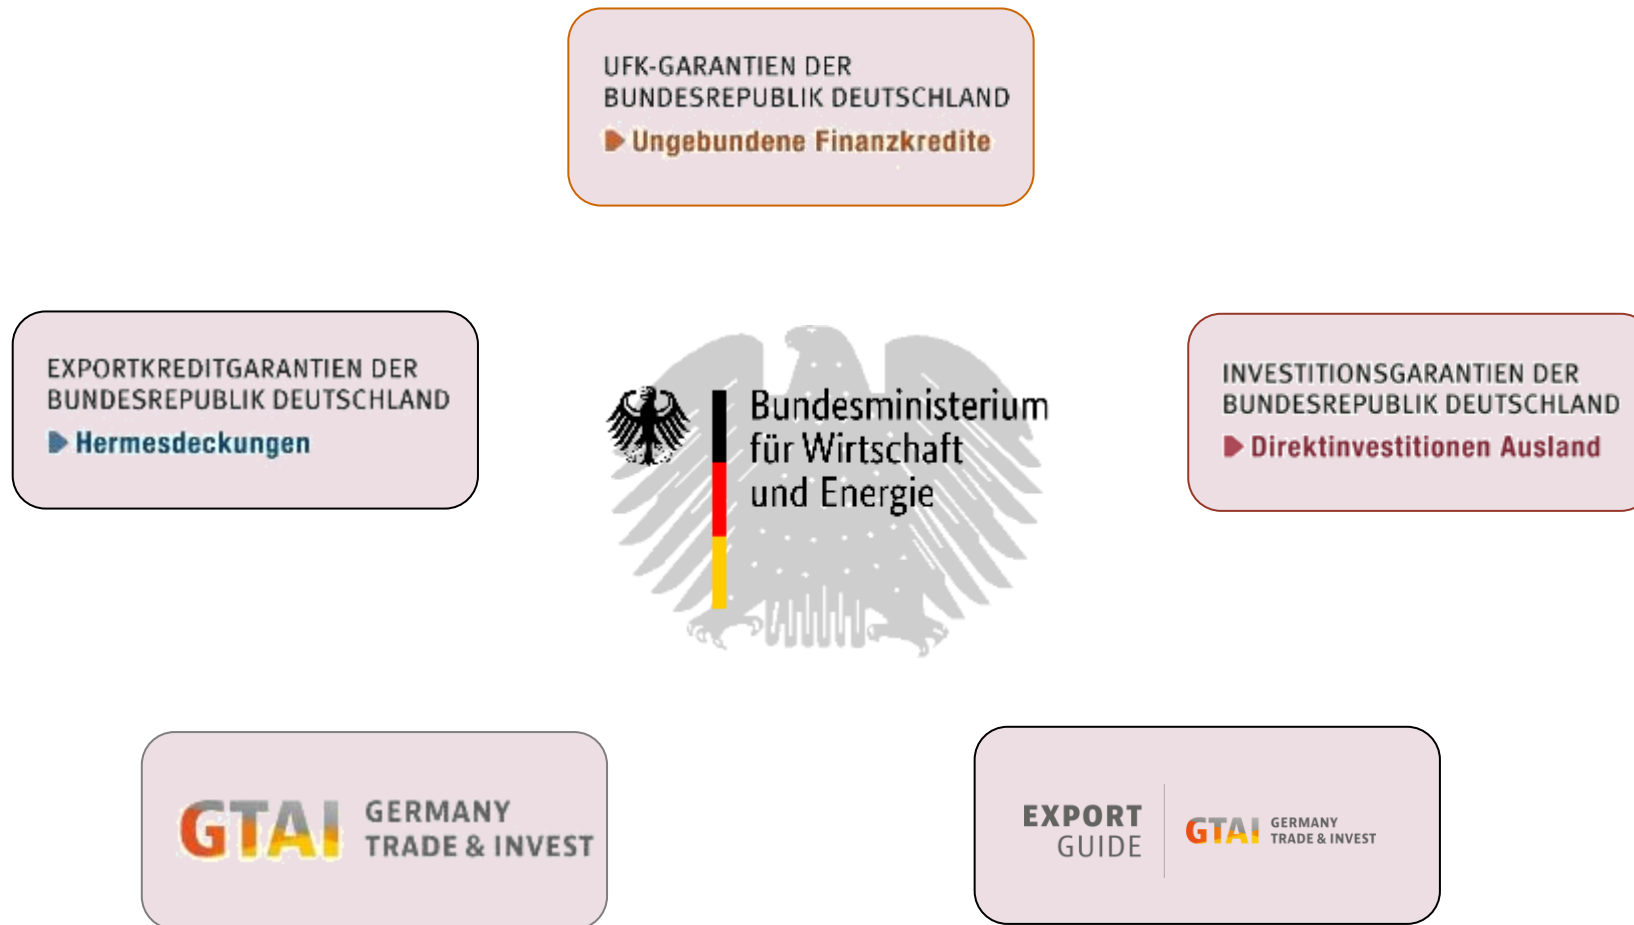 UFK-GARANTIEN DER
BUNDESREPUBLIK DEUTSCHLAND
Ungebundene Finanzkredite
EXPORTKREDITGARANTIEN DER
BUNDESREPUBLIK DEUTSCHLAND
Hermesdeckungen
Bundesministerium
für Wirtschaft
und Energie
INVESTITIONSGARANTIEN DER
BUNDESREPUBLIK DEUTSCHLAND
Direktinvestitionen Ausland
GTAI
GERMANY
TRADE & INVEST
EXPORT
GUIDE
GTAI
GERMANY
TRADE & INVEST